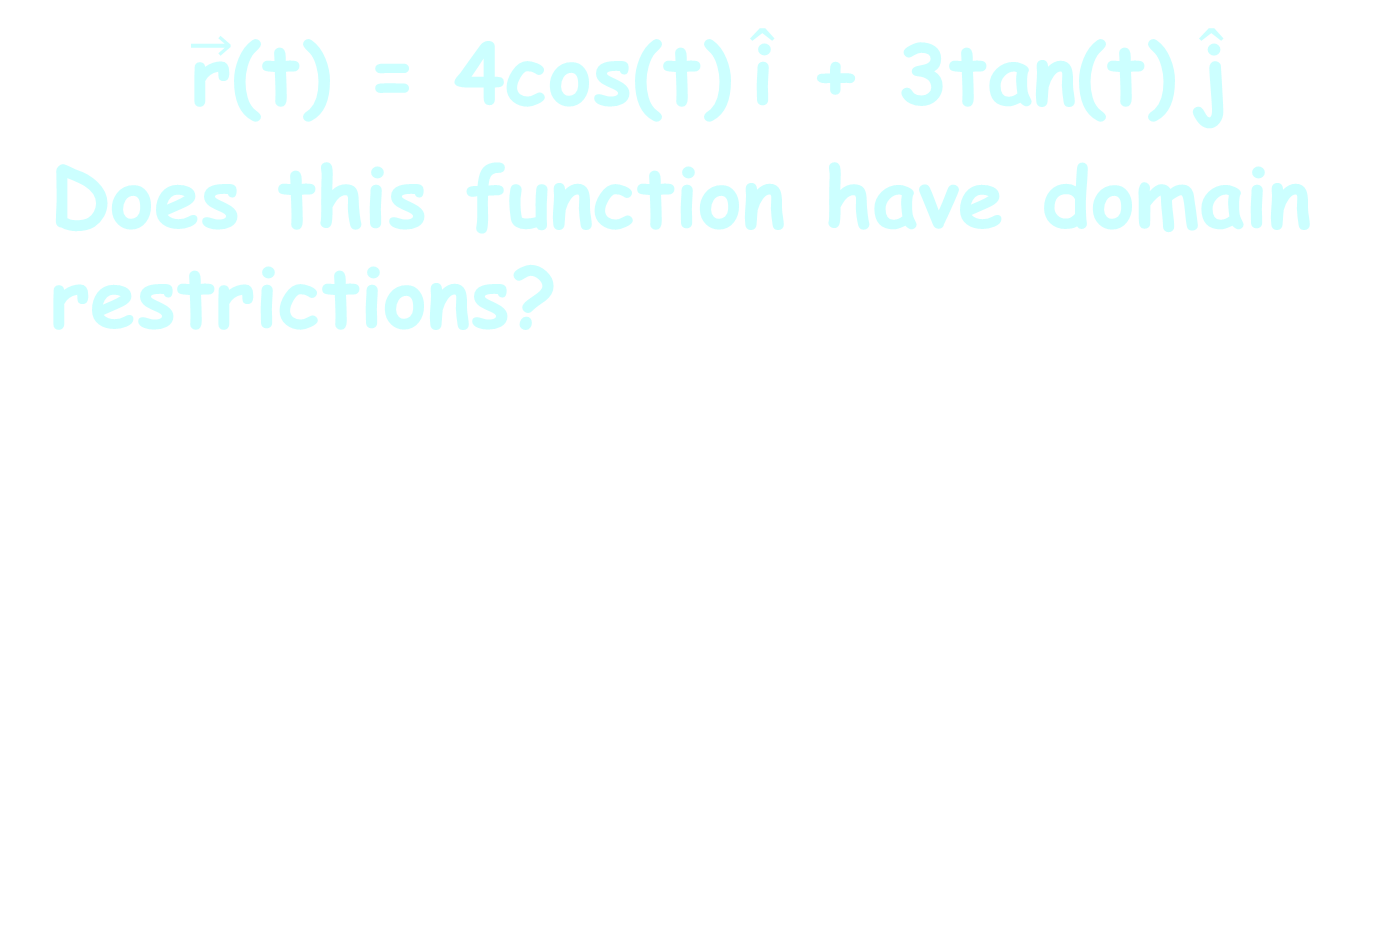 r⃗(t) = 4cos(t) î + 3tan(t) ĵ
Does this function have domain
restrictions?